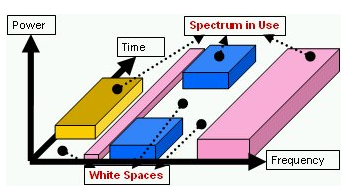 Power
Spectrum in Use
Time
Frequency
White Spaces